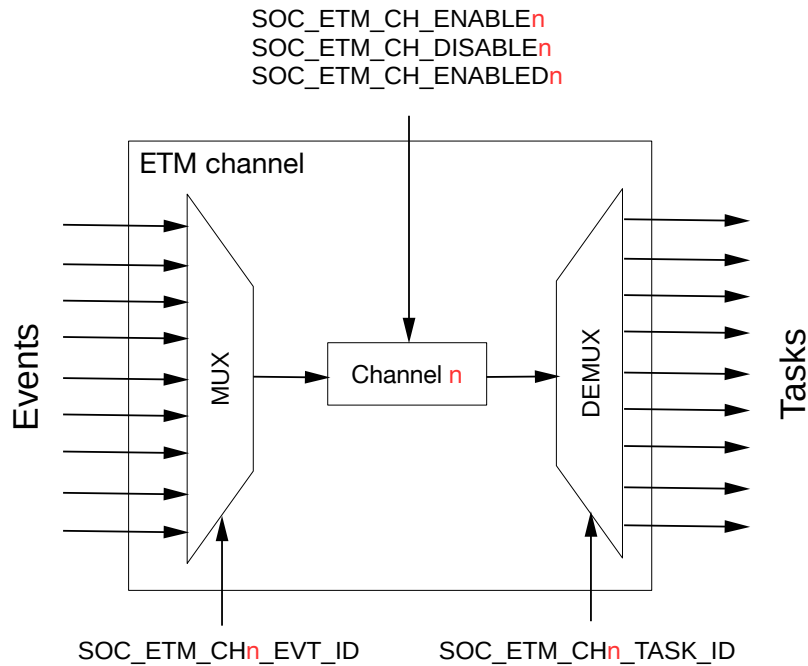 SOC_ETM_CH_ENABLEn
SOC_ETM_CH_DISABLEn
SOC_ETM_CH_ENABLEDn
ETM channel
Events
MUX
Channel n
DEMUX
Tasks
SOC_ETM_CHn_EVT_ID
SOC_ETM_CHn_TASK_ID